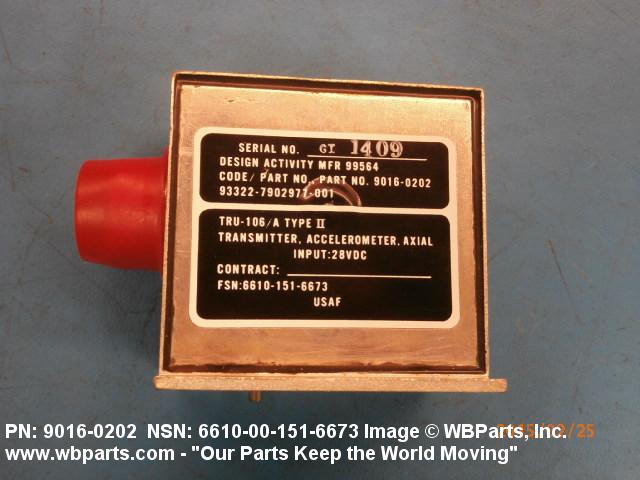 SERIAL NO. GI 1409
DESIGN ACTIVITY MFR 99564
CODE/ PART NO., PART NO. 9016-0202
93322-7902977-001
TRU-106/A TYPE II
TRANSMITTER, ACCELEROMETER, AXIAL
INPUT:28VDC
CONTRACT:
FSN:6610-151-6673
USAF
PN: 9016-0202 NSN: 6610-00-151-6673 Image © WBParts, Inc.
www.wbparts.com - "Our Parts Keep the World Moving"